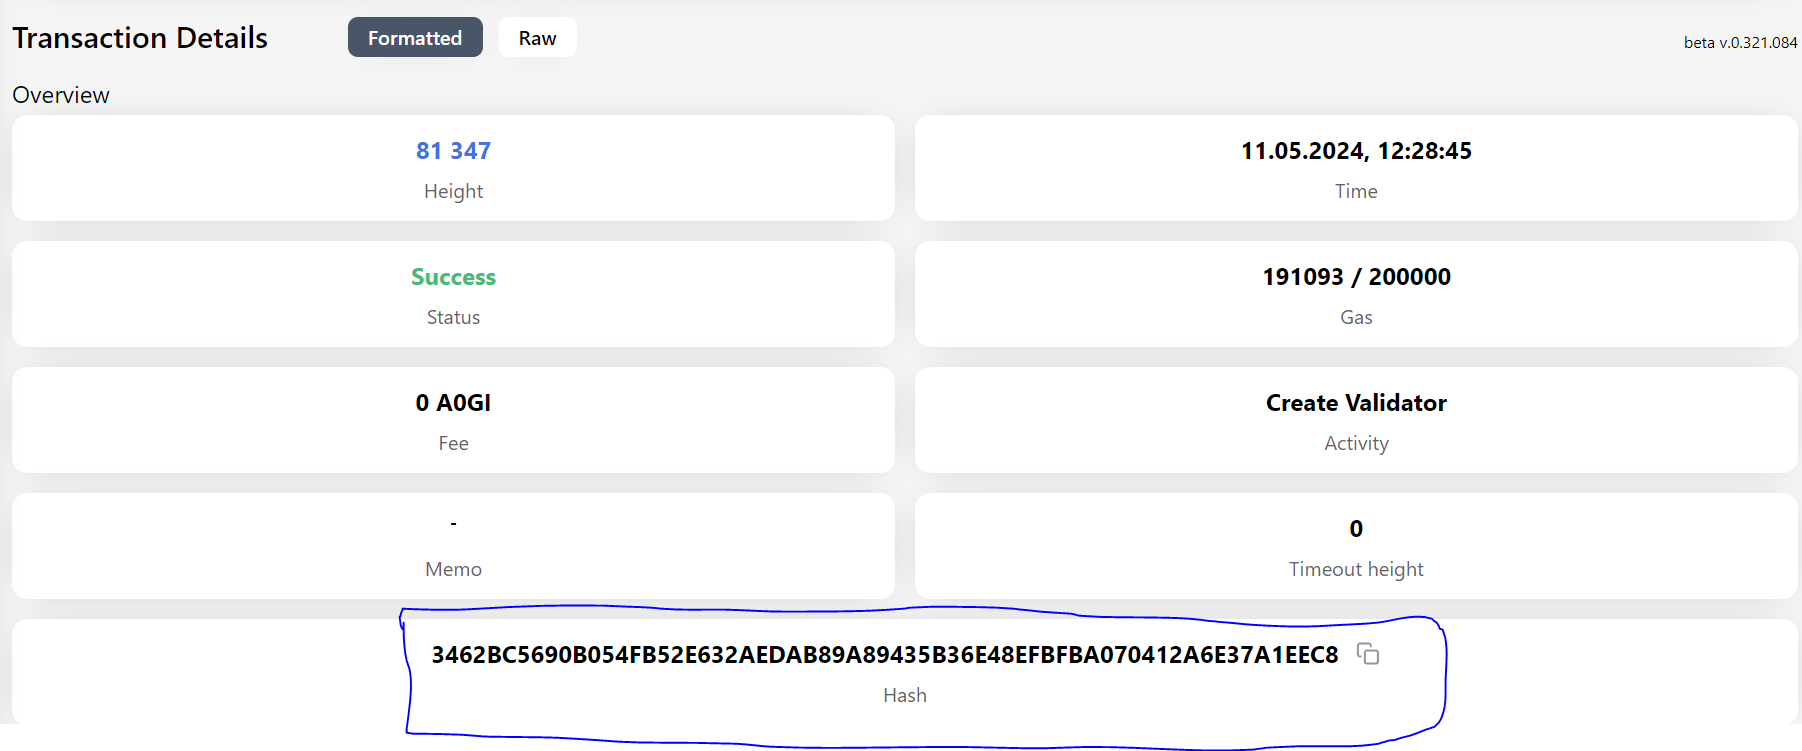 Transaction Details Formatted Raw beta v.0.321.084
Overview
81 347
Height
11.05.2024, 12:28:45
Time
Success
Status
191093 / 200000
Gas
0 A0GI
Fee
Create Validator
Activity
-
Memo
0
Timeout height
3462BC5690B054FB52E632AEDAB89A89435B36E48EFBFBA070412A6E37A1EEC8
Hash